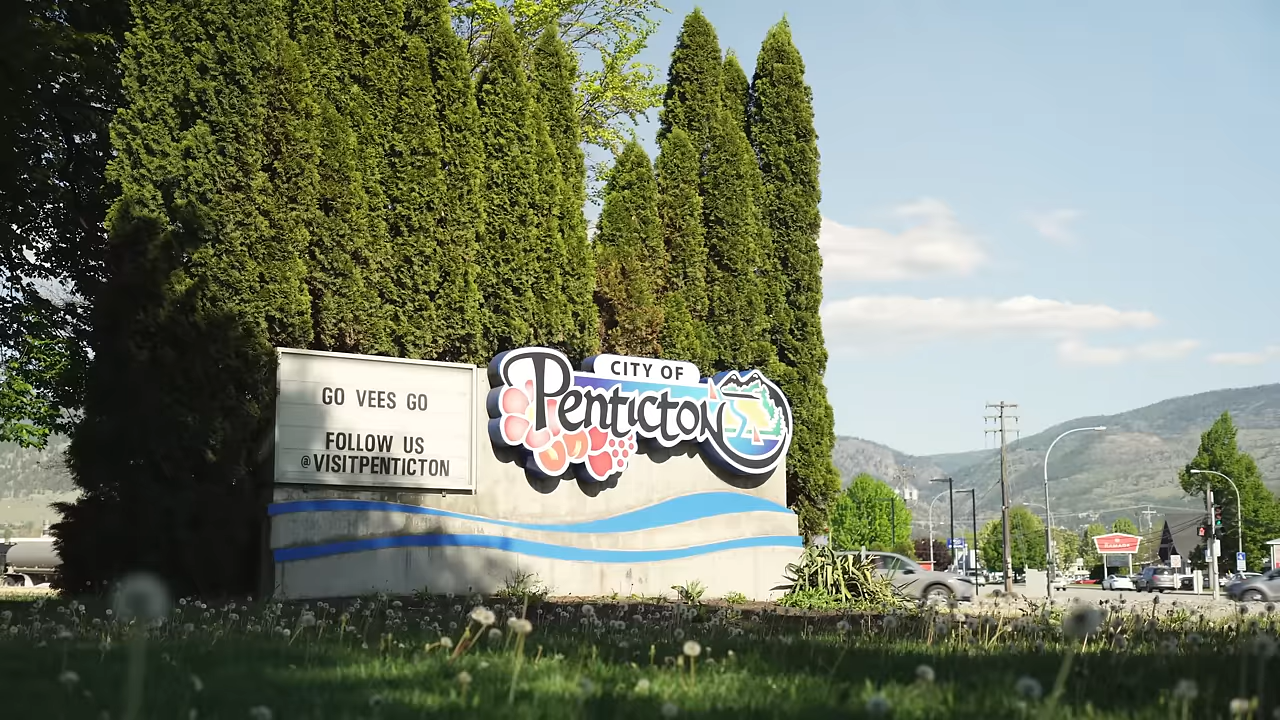 GO VEES GO
FOLLOW US
@VISITPENTICTON
CITY OF
Penticton